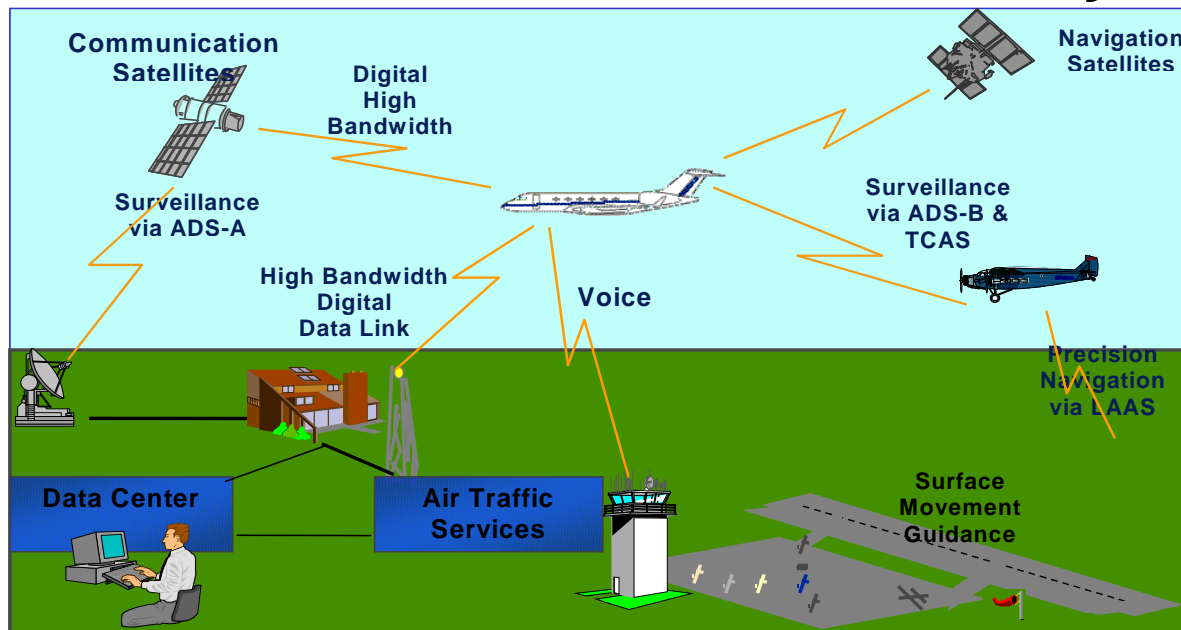 Communication
Satellites
Digital
High
Bandwidth
Navigation
Satellites
Surveillance
via ADS-A
Surveillance
via ADS-B &
TCAS
High Bandwidth
Digital
Data Link
Voice
Precision
Navigation
via LAAS
Data Center
Air Traffic
Services
Surface
Movement
Guidance